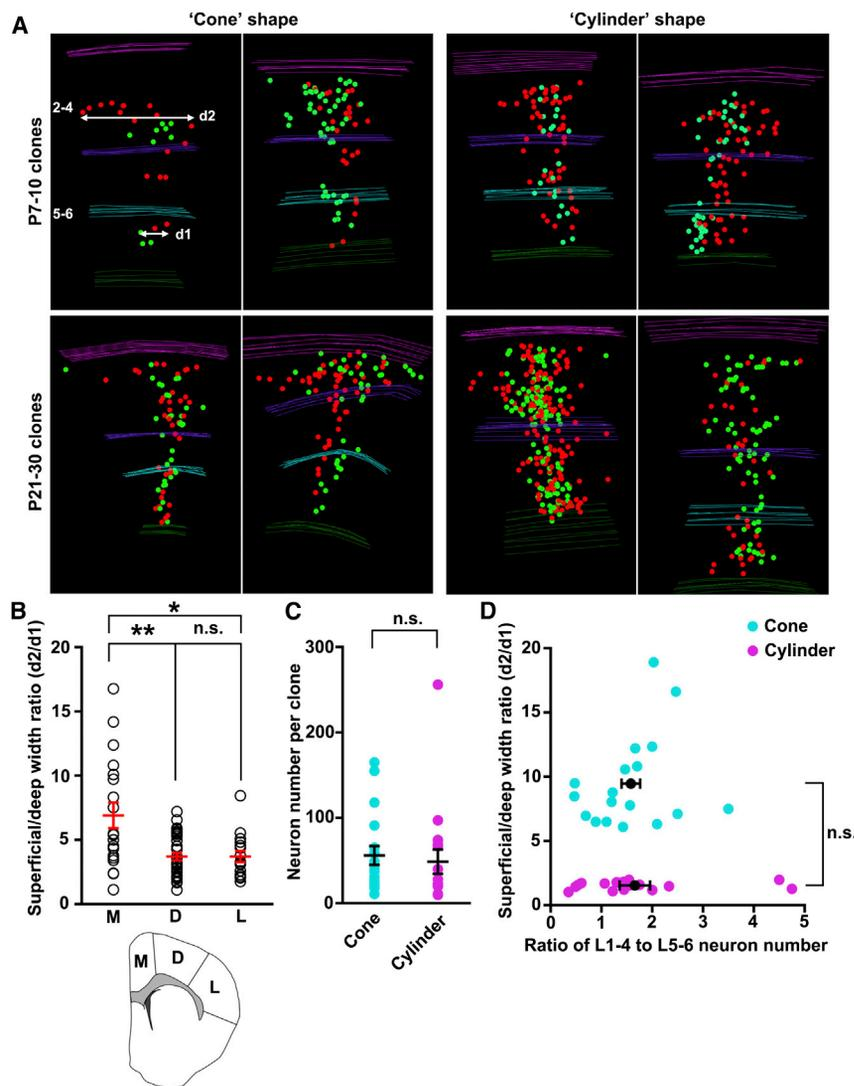 A
'Cone' shape
'Cylinder' shape
P7-10 clones
2-4
d2
5-6
d1
P21-30 clones
B
*
**
n.s.
Superficial/deep width ratio (d2/d1)
20
15
10
5
0
M D L
M D L
C
n.s.
Neuron number per clone
300
200
100
0
Cone
Cylinder
D
Cone
Cylinder
Superficial/deep width ratio (d2/d1)
20
15
10
5
0
n.s.
0 1 2 3 4 5
Ratio of L1-4 to L5-6 neuron number